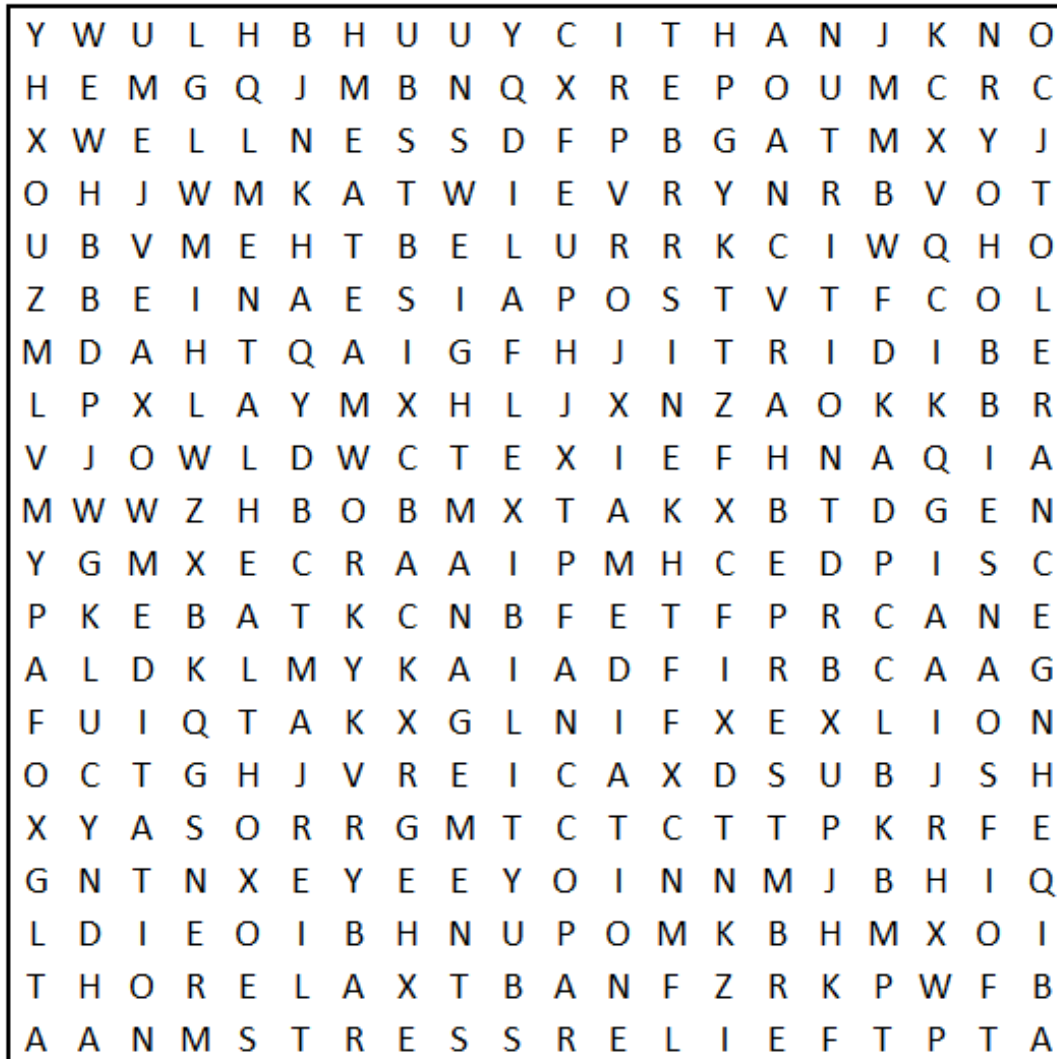 Y W U L H B H U U Y C I T H A N J K N O
H E M G Q J M B N Q X R E P O U M C R C
X W E L L N E S S D F P B G A T M X Y J
O H J W M K A T W I E V R Y N R B V O T
U B V M E H T B E L U R R K C I W Q H O
Z B E I N A E S I A P O S T V T F C O L
M D A H T Q A I G F H J I T R I D I B E
L P X L A Y M X H L J X N Z A O K K B R
V J O W L D W C T E X I E F H N A Q I A
M W W Z H B O B M X T A K X B T D G E N
Y G M X E C R A A I P M H C E D P I S C
P K E B A T K C N B F E T F P R C A N E
A L D K L M Y K A I A D F I R B C A A G
F U I Q T A K X G L N I F X E X L I O N
O C T G H J V R E I C A X D S U B J S H
X Y A S O R R G M T C T C T T P K R F E
G N T N X E Y E E Y O I N N M J B H I Q
L D I E O I B H N U P O M K B H M X O I
T H O R E L A X T B A N F Z R K P W F B
A A N M S T R E S S R E L I E F T P T A